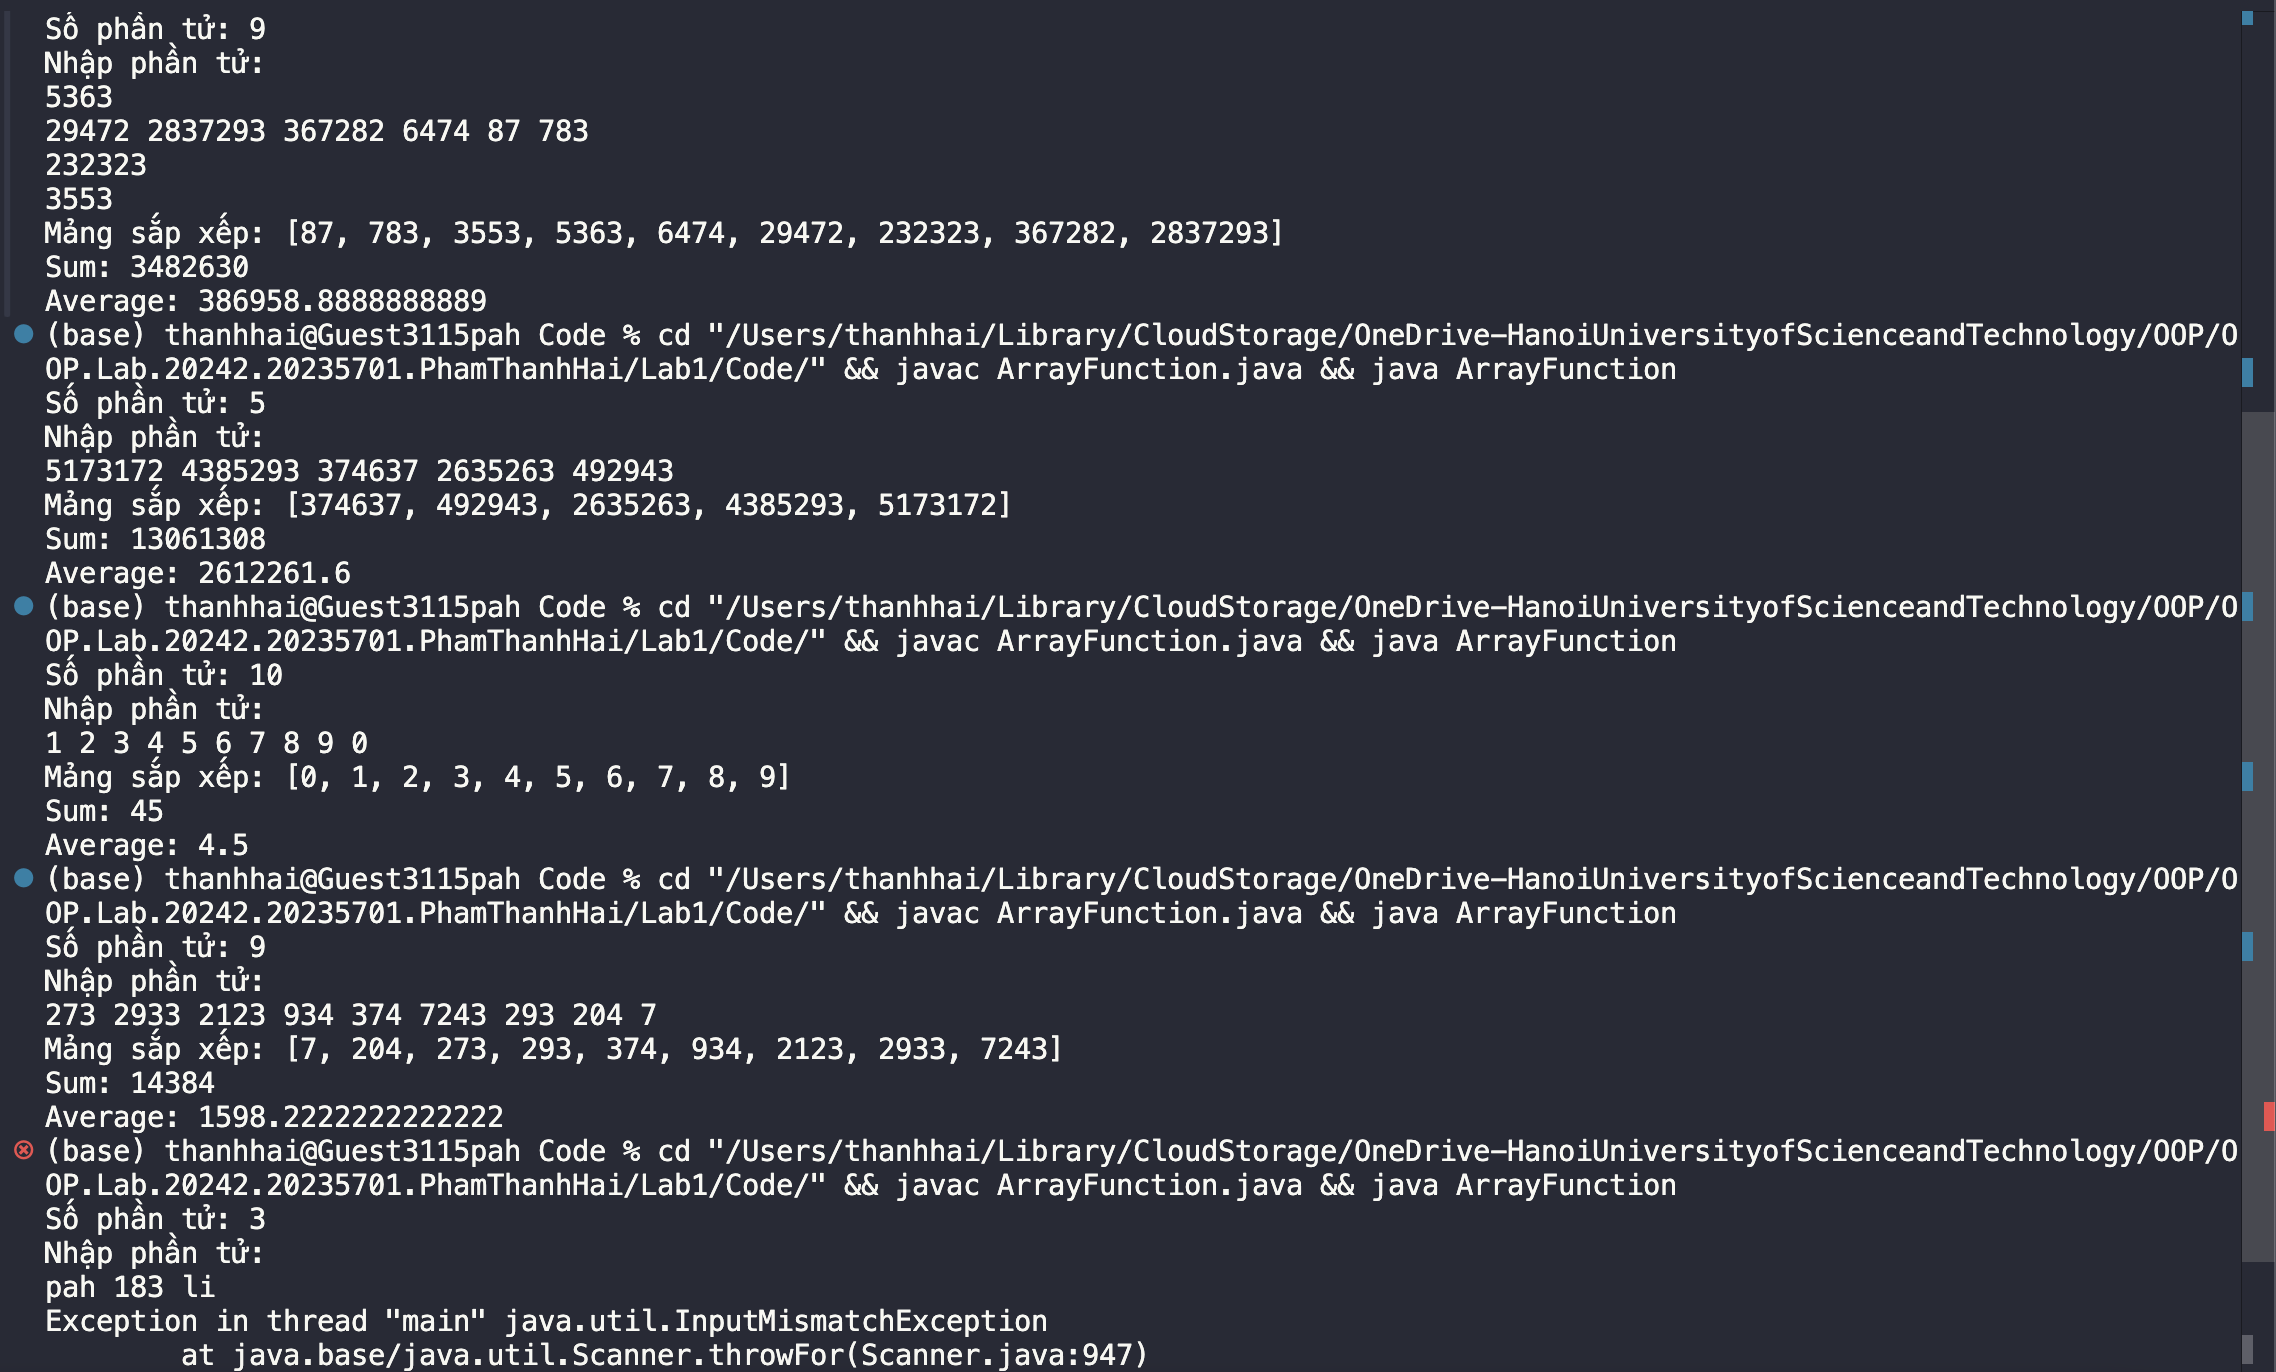 Số phần tử: 9
Nhập phần tử:
5363
29472 2837293 367282 6474 87 783
232323
3553
Mảng sắp xếp: [87, 783, 3553, 5363, 6474, 29472, 232323, 367282, 2837293]
Sum: 3482630
Average: 386958.8888888889
(base) thanhhai@Guest3115pah Code % cd "/Users/thanhhai/Library/CloudStorage/OneDrive-HanoiUniversityofScienceandTechnology/OOP/O
OP.Lab.20242.20235701.PhamThanhHai/Lab1/Code/" && javac ArrayFunction.java && java ArrayFunction
Số phần tử: 5
Nhập phần tử:
5173172 4385293 374637 2635263 492943
Mảng sắp xếp: [374637, 492943, 2635263, 4385293, 5173172]
Sum: 13061308
Average: 2612261.6
(base) thanhhai@Guest3115pah Code % cd "/Users/thanhhai/Library/CloudStorage/OneDrive-HanoiUniversityofScienceandTechnology/OOP/O
OP.Lab.20242.20235701.PhamThanhHai/Lab1/Code/" && javac ArrayFunction.java && java ArrayFunction
Số phần tử: 10
Nhập phần tử:
1 2 3 4 5 6 7 8 9 0
Mảng sắp xếp: [0, 1, 2, 3, 4, 5, 6, 7, 8, 9]
Sum: 45
Average: 4.5
(base) thanhhai@Guest3115pah Code % cd "/Users/thanhhai/Library/CloudStorage/OneDrive-HanoiUniversityofScienceandTechnology/OOP/O
OP.Lab.20242.20235701.PhamThanhHai/Lab1/Code/" && javac ArrayFunction.java && java ArrayFunction
Số phần tử: 9
Nhập phần tử:
273 2933 2123 934 374 7243 293 204 7
Mảng sắp xếp: [7, 204, 273, 293, 374, 934, 2123, 2933, 7243]
Sum: 14384
Average: 1598.2222222222222
(base) thanhhai@Guest3115pah Code % cd "/Users/thanhhai/Library/CloudStorage/OneDrive-HanoiUniversityofScienceandTechnology/OOP/O
OP.Lab.20242.20235701.PhamThanhHai/Lab1/Code/" && javac ArrayFunction.java && java ArrayFunction
Số phần tử: 3
Nhập phần tử:
pah 183 li
Exception in thread "main" java.util.InputMismatchException
at java.base/java.util.Scanner.throwFor(Scanner.java:947)